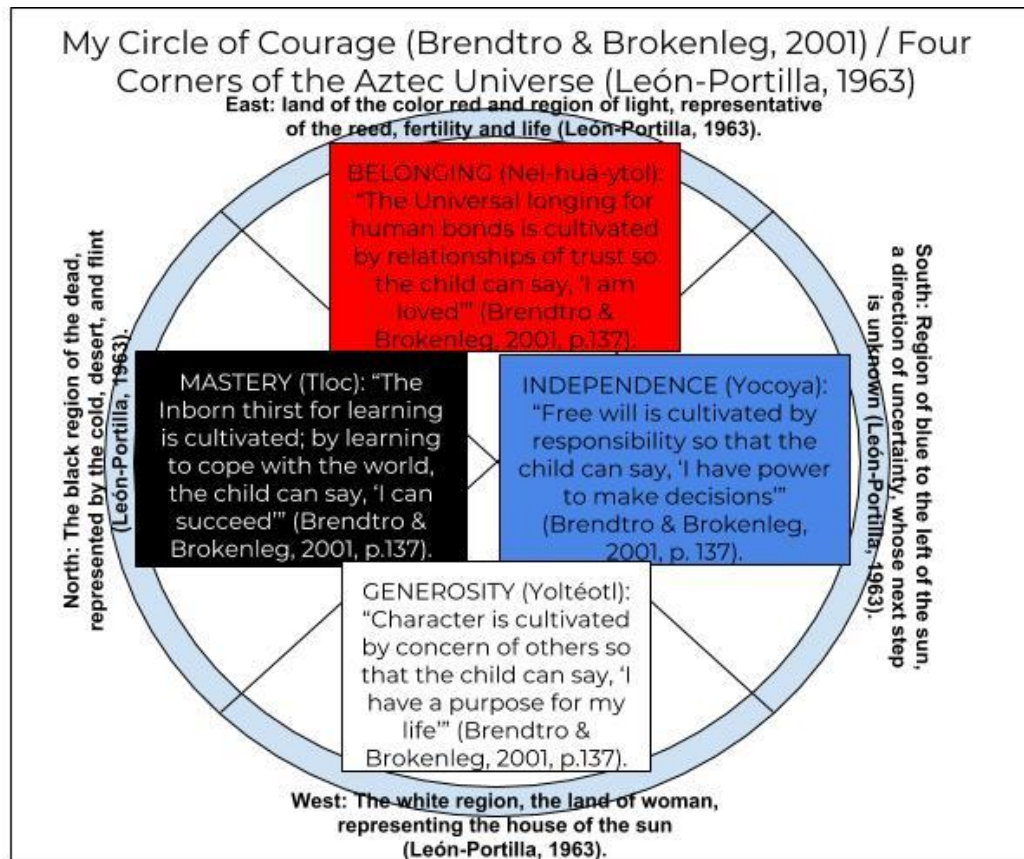 My Circle of Courage (Brendtro & Brokenleg, 2001) / Four
Corners of the Aztec Universe (León-Portilla, 1963)
East: land of the color red and region of light, representative
of the reed, fertility and life (León-Portilla, 1963).
BELONGING (Nel-huá-ytol):
“The Universal longing for
human bonds is cultivated
by relationships of trust so
the child can say, ‘I am
loved’” (Brendtro &
Brokenleg, 2001, p.137).
North: The black region of the dead,
represented by the cold, desert, and flint
(León-Portilla, 1963).
MASTERY (Tloc): “The
Inborn thirst for learning
is cultivated; by learning
to cope with the world,
the child can say, ‘I can
succeed’” (Brendtro &
Brokenleg, 2001, p.137).
INDEPENDENCE (Yocoya):
“Free will is cultivated by
responsibility so that the
child can say, ‘I have power
to make decisions’”
(Brendtro & Brokenleg,
2001, p. 137).
South: Region of blue to the left of the sun,
a direction of uncertainty, whose next step
is unknown (León-Portilla, 1963).
GENEROSITY (Yoltéotl):
“Character is cultivated
by concern of others so
that the child can say, ‘I
have a purpose for my
life’” (Brendtro &
Brokenleg, 2001, p.137).
West: The white region, the land of woman,
representing the house of the sun
(León-Portilla, 1963).